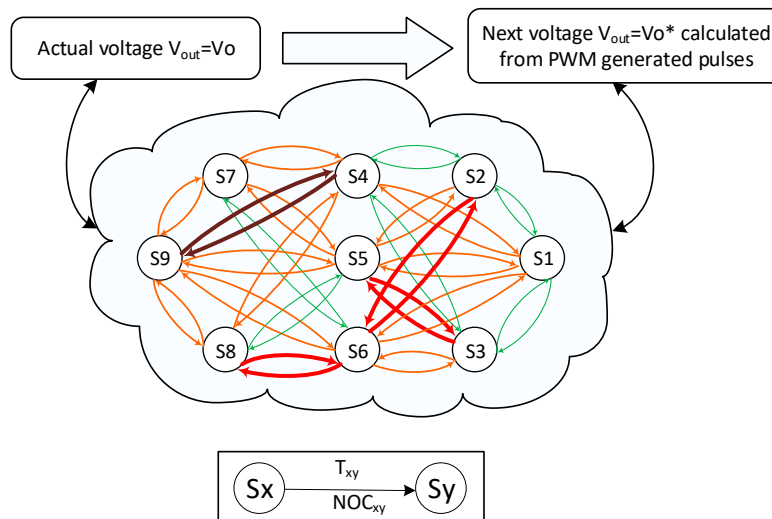 Actual voltage Vout=Vo
Next voltage Vout=Vo* calculated
from PWM generated pulses
S7
S4
S2
S9
S5
S1
S8
S6
S3
Sx
Txy
NOCxy
Sy